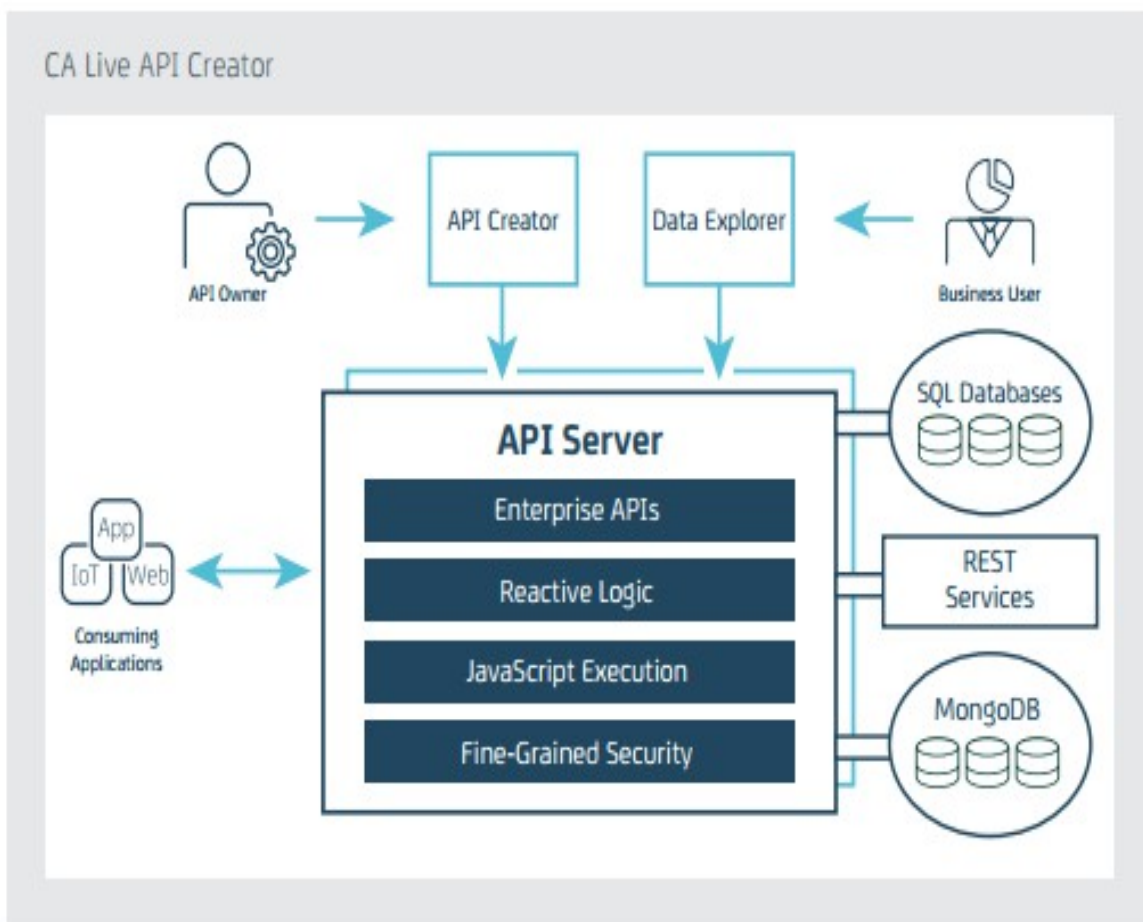 CA Live API Creator
API Owner
API Creator
Data Explorer
Business User
API Server
Enterprise APIs
Reactive Logic
JavaScript Execution
Fine-Grained Security
SQL Databases
REST
Services
MongoDB
App
IoT
Web
Consuming
Applications